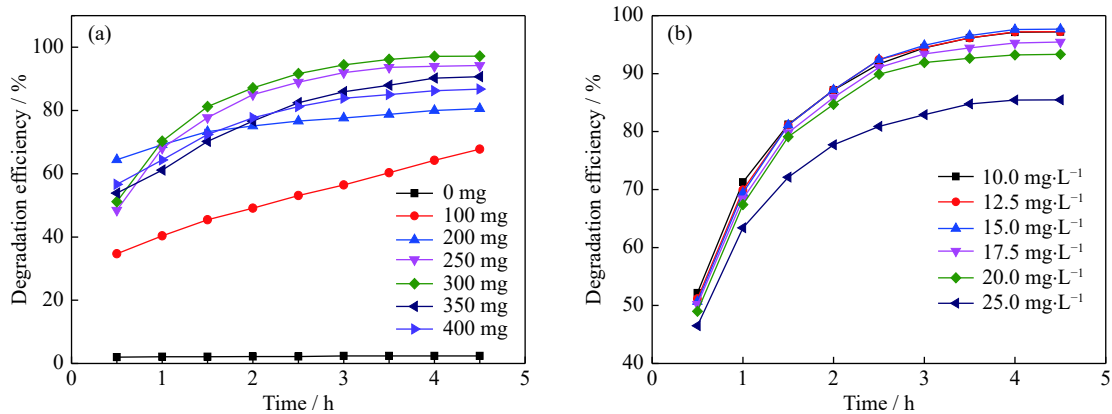 (a)
Degradation efficiency / %
100
80
60
40
20
0
0 mg
100 mg
200 mg
250 mg
300 mg
350 mg
400 mg
0 1 2 3 4 5
Time / h
(b)
Degradation efficiency / %
100
90
80
70
60
50
40
10.0 mg·L⁻¹
12.5 mg·L⁻¹
15.0 mg·L⁻¹
17.5 mg·L⁻¹
20.0 mg·L⁻¹
25.0 mg·L⁻¹
0 1 2 3 4 5
Time / h